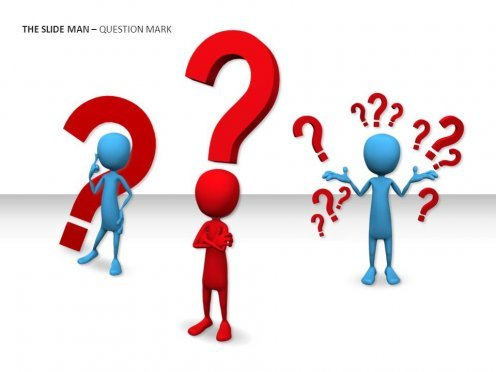 THE SLIDE MAN – QUESTION MARK